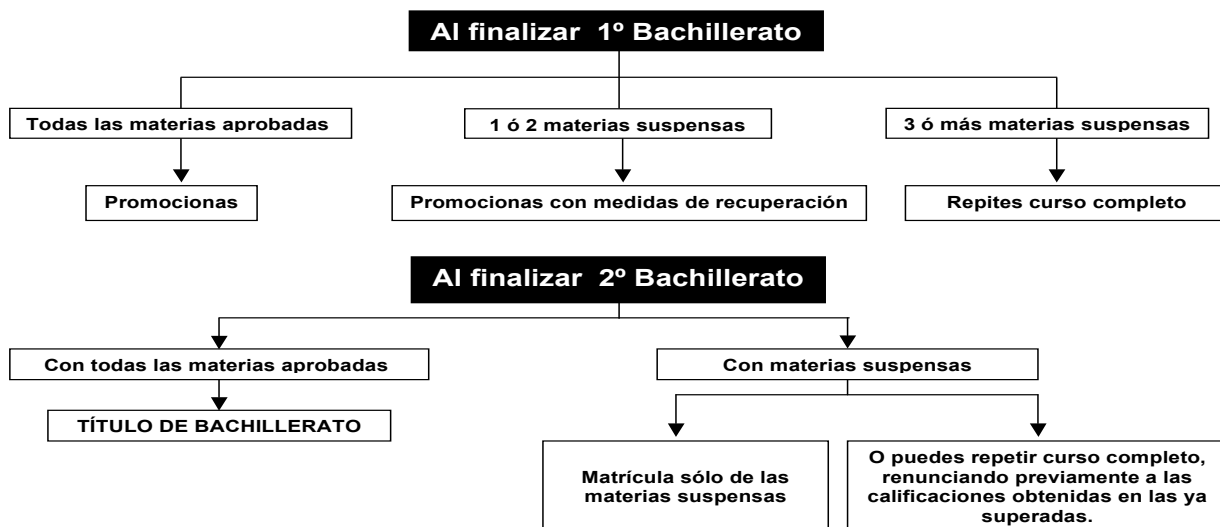 Al finalizar 1º Bachillerato
Todas las materias aprobadas
1 ó 2 materias suspensas
3 ó más materias suspensas
Promocionas
Promocionas con medidas de recuperación
Repites curso completo
Al finalizar 2º Bachillerato
Con todas las materias aprobadas
Con materias suspensas
TÍTULO DE BACHILLERATO
Matrícula sólo de las
materias suspensas
O puedes repetir curso completo,
renunciando previamente a las
calificaciones obtenidas en las ya
superadas.